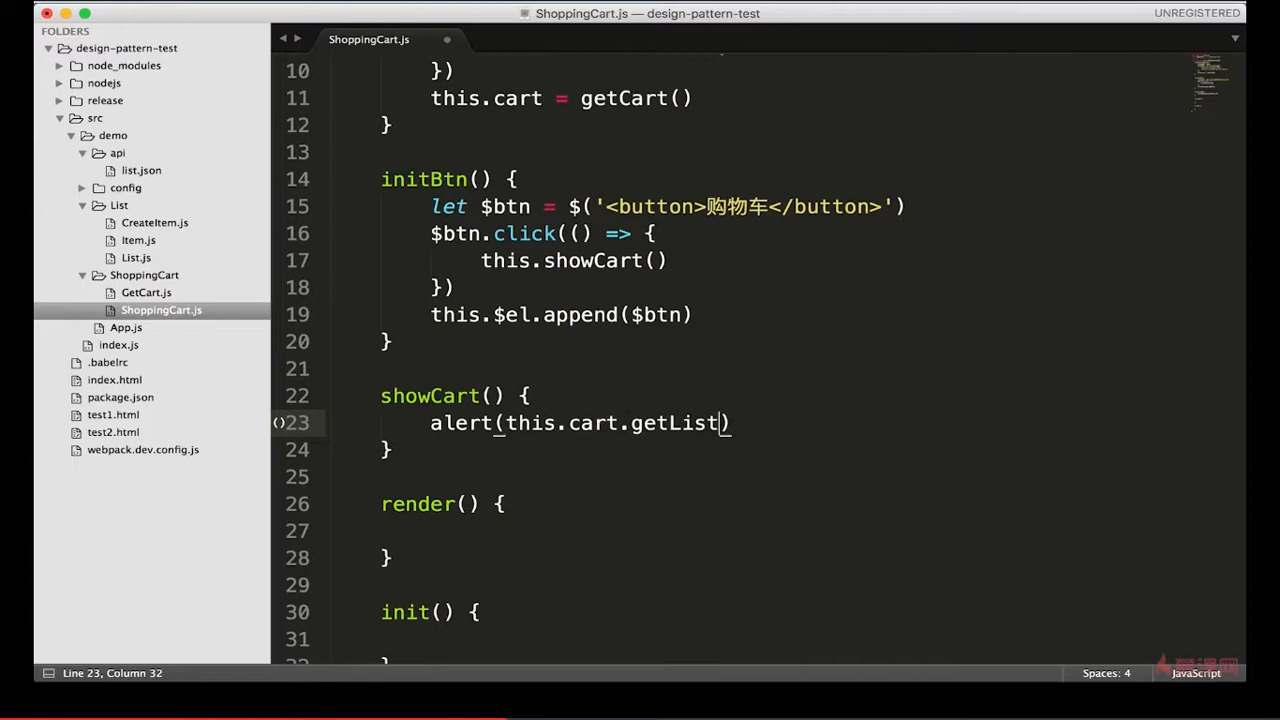 ShoppingCart.js — design-pattern-test
UNREGISTERED
FOLDERS
design-pattern-test
node_modules
nodejs
release
src
demo
api
list.json
config
List
CreateItem.js
Item.js
List.js
ShoppingCart
GetCart.js
ShoppingCart.js
App.js
index.js
.babelrc
index.html
package.json
test1.html
test2.html
webpack.dev.config.js
ShoppingCart.js
10 })
11 this.cart = getCart()
12 }
13
14 initBtn() {
15 let $btn = $('<button>购物车</button>')
16 $btn.click(() => {
17 this.showCart()
18 })
19 this.$el.append($btn)
20 }
21
22 showCart() {
23 alert(this.cart.getList)
24 }
25
26 render() {
27
28 }
29
30 init() {
31
Line 23, Column 32
Spaces: 4
JavaScript